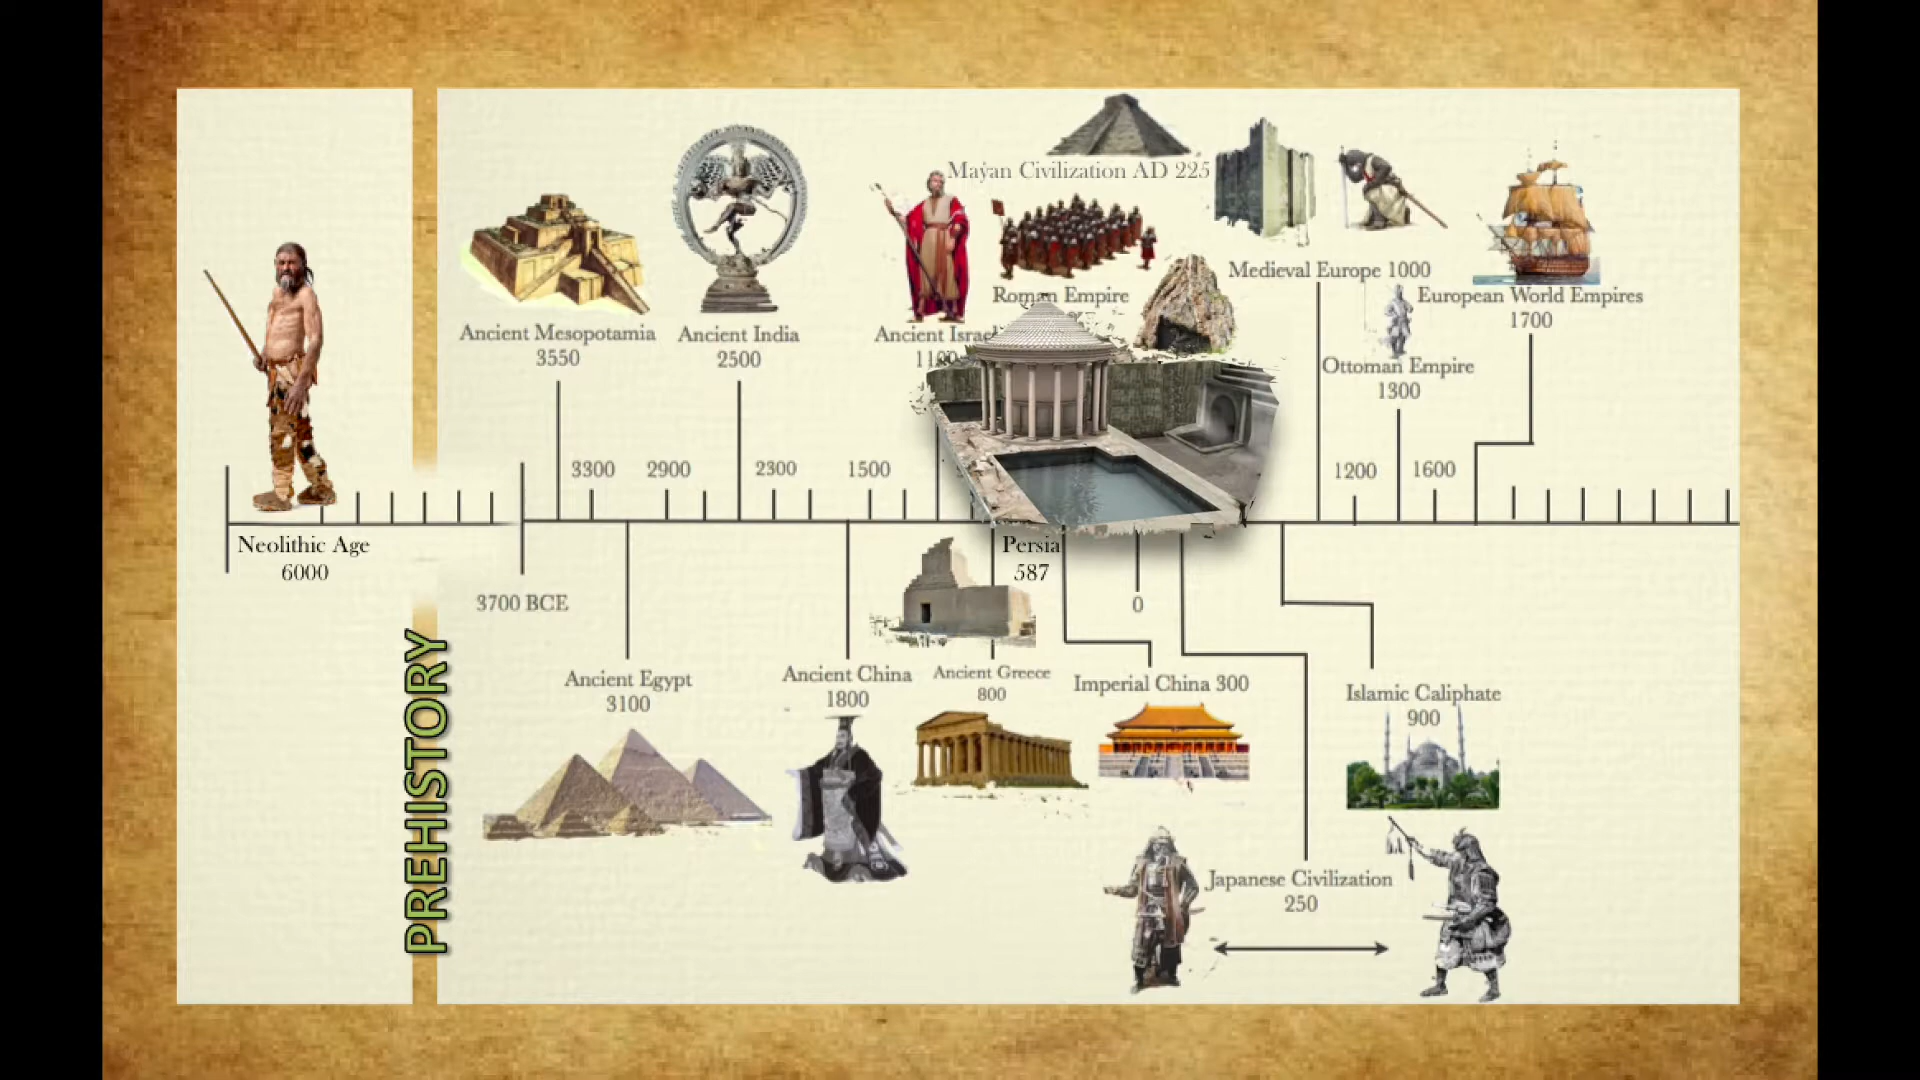 Mayan Civilization AD 225
Medieval Europe 1000
Roman Empire
European World Empires
1700
Ancient Mesopotamia
3550
Ancient India
2500
Ancient
Ottoman Empire
1300
3300
2900
2300
1500
1200
1600
Neolithic Age
6000
Persia
587
3700 BCE
0
Ancient Egypt
3100
Ancient China
1800
Ancient Greece
800
Imperial China 300
Islamic Caliphate
900
PREHISTORY
Japanese Civilization
250